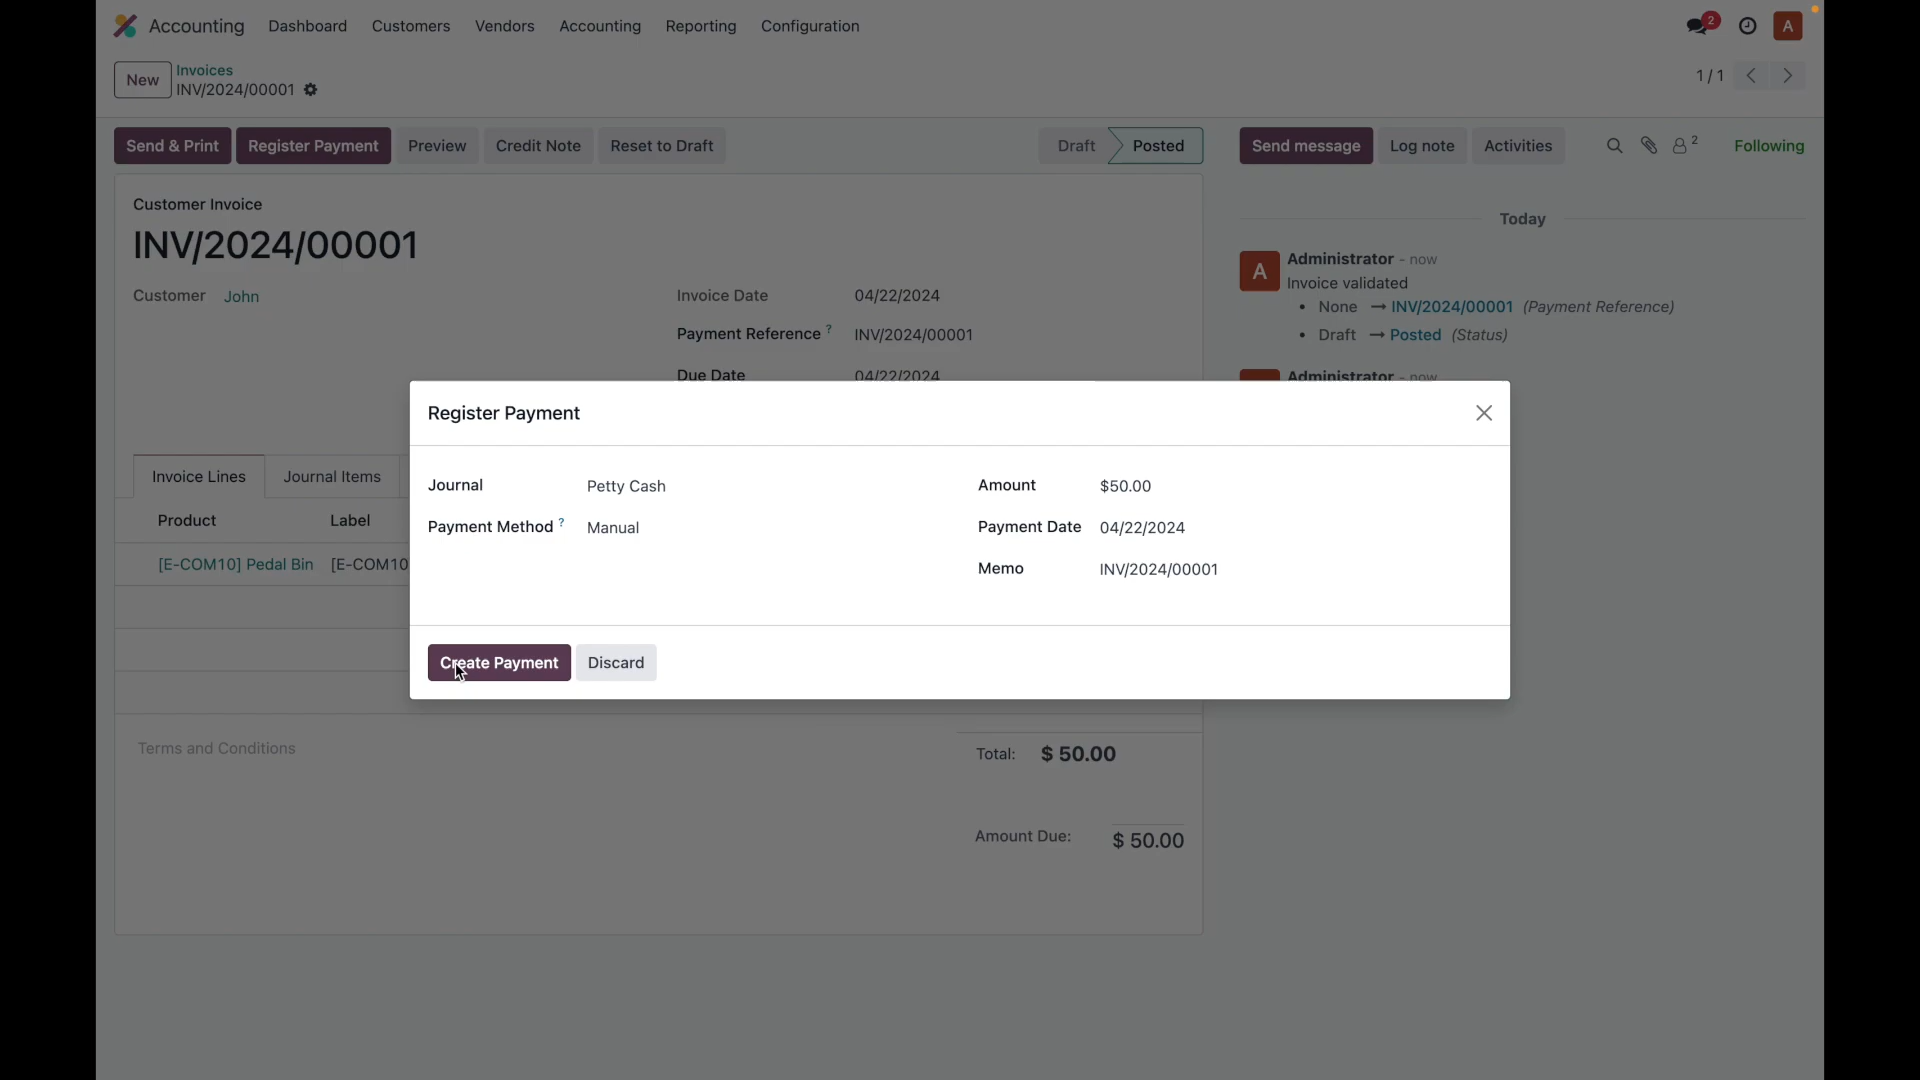 Accounting Dashboard Customers Vendors Accounting Reporting Configuration 2 A
New Invoices
INV/2024/00001 1 / 1
Send & Print Register Payment Preview Credit Note Reset to Draft Draft Posted Send message Log note Activities 2 Following
Customer Invoice
INV/2024/00001
Customer John
Invoice Date 04/22/2024
Payment Reference ? INV/2024/00001
Due Date 04/22/2024
Today
A Administrator - now
Invoice validated
• None → INV/2024/00001 (Payment Reference)
• Draft → Posted (Status)
Administrator - now
Register Payment
Journal Petty Cash
Payment Method ? Manual
Amount $50.00
Payment Date 04/22/2024
Memo INV/2024/00001
Create Payment Discard
Invoice Lines Journal Items
Product Label
[E-COM10] Pedal Bin [E-COM10
Terms and Conditions
Total: $ 50.00
Amount Due: $ 50.00